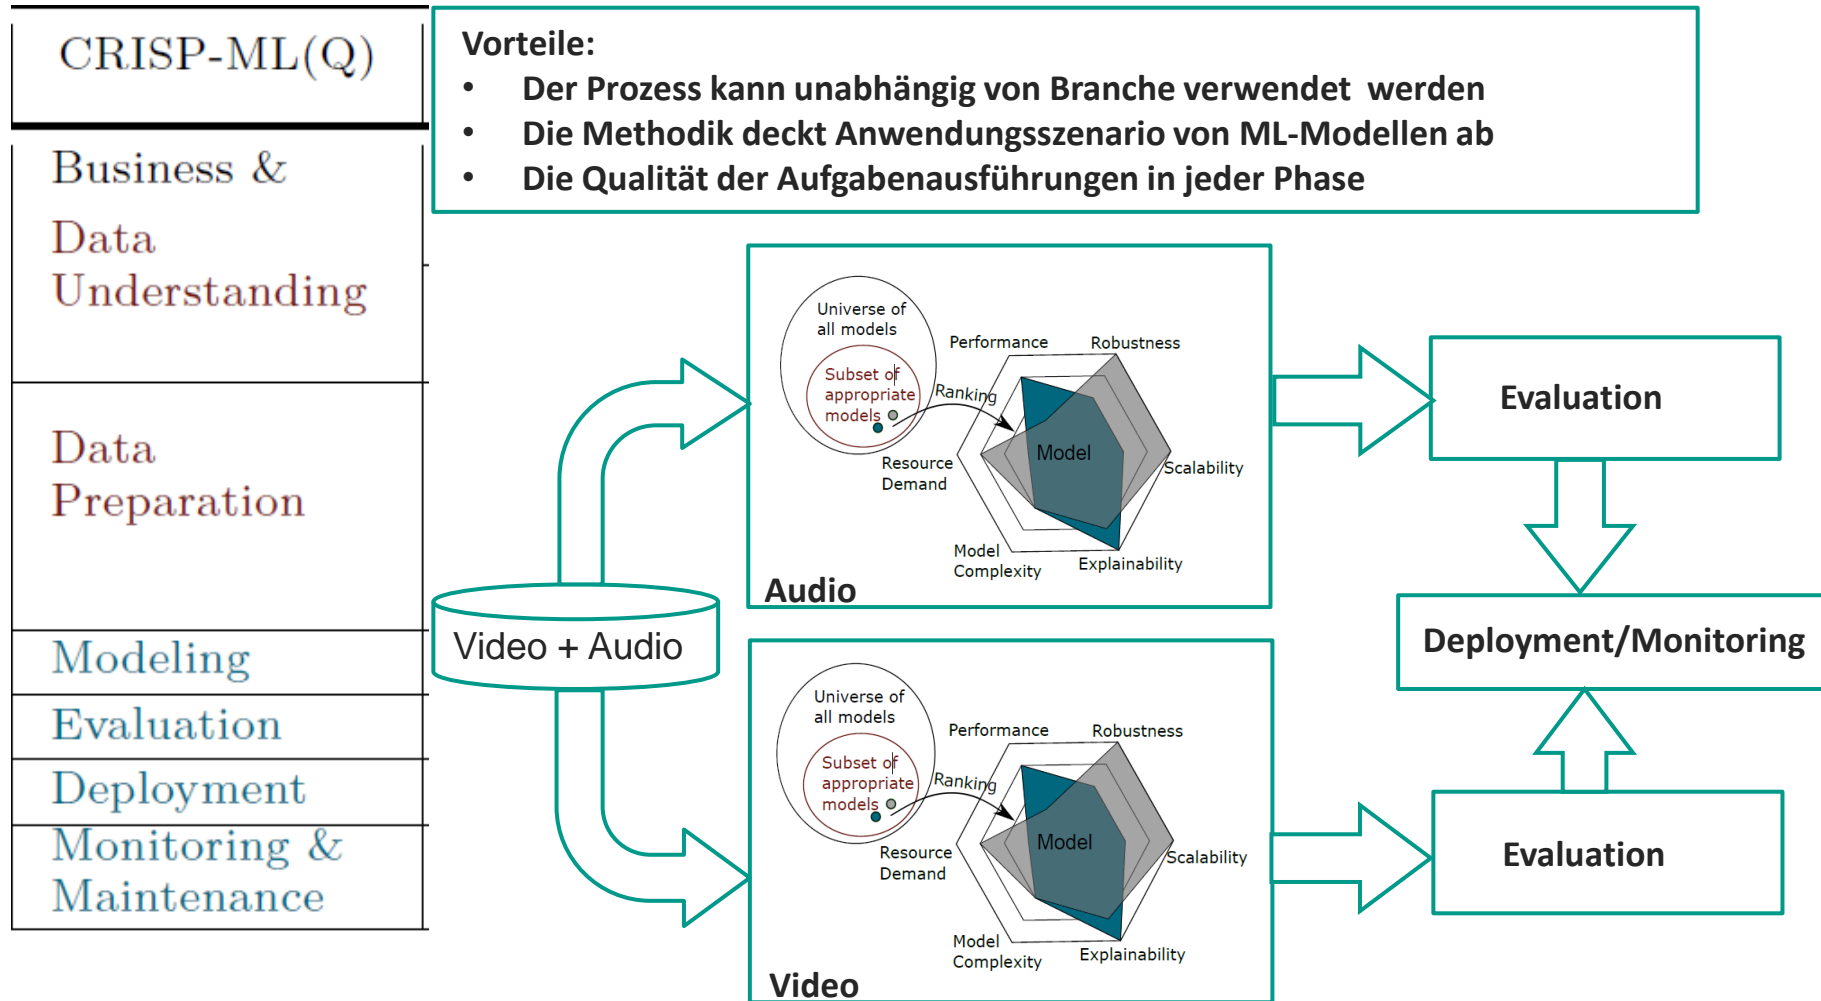 CRISP-ML(Q)
Business &
Data
Understanding
Data
Preparation
Modeling
Evaluation
Deployment
Monitoring &
Maintenance
Vorteile:
• Der Prozess kann unabhängig von Branche verwendet werden
• Die Methodik deckt Anwendungsszenario von ML-Modellen ab
• Die Qualität der Aufgabenausführungen in jeder Phase
Video + Audio
Universe of
all models
Subset of
appropriate
models
Ranking
Performance
Robustness
Resource
Demand
Model
Scalability
Model
Complexity
Explainability
Audio
Evaluation
Deployment/Monitoring
Universe of
all models
Subset of
appropriate
models
Ranking
Performance
Robustness
Resource
Demand
Model
Scalability
Model
Complexity
Explainability
Video
Evaluation